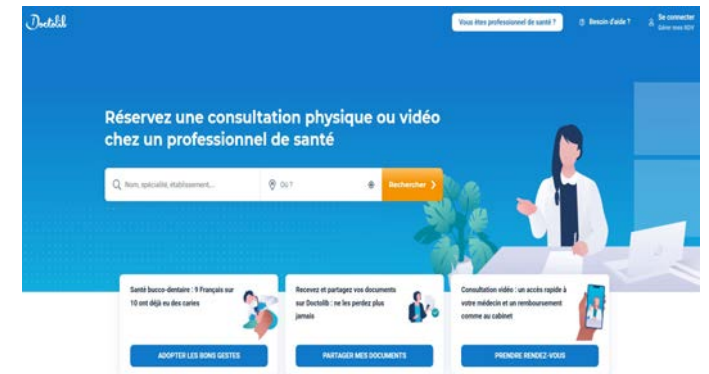 Doctolib
Vous êtes professionnel de santé ?
Besoin d'aide ?
Se connecter
Gérer mes RDV
Réservez une consultation physique ou vidéo
chez un professionnel de santé
Nom, spécialité, établissement,...
Où ?
Rechercher
Santé bucco-dentaire : 9 Français sur
10 ont déjà eu des caries
ADOPTER LES BONS GESTES
Recevez et partagez vos documents
sur Doctolib : ne les perdez plus
jamais
PARTAGER MES DOCUMENTS
Consultation vidéo : un accès rapide à
votre médecin et un remboursement
comme au cabinet
PRENDRE RENDEZ-VOUS